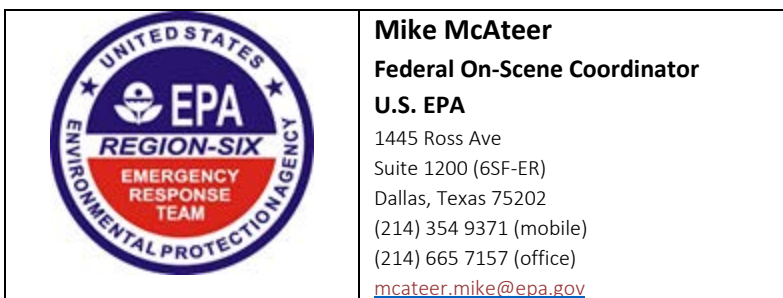 UNITED STATES
ENVIRONMENTAL PROTECTION AGENCY
EPA
REGION-SIX
EMERGENCY
RESPONSE
TEAM
Mike McAteer
Federal On-Scene Coordinator
U.S. EPA
1445 Ross Ave
Suite 1200 (6SF-ER)
Dallas, Texas 75202
(214) 354 9371 (mobile)
(214) 665 7157 (office)
mcateer.mike@epa.gov